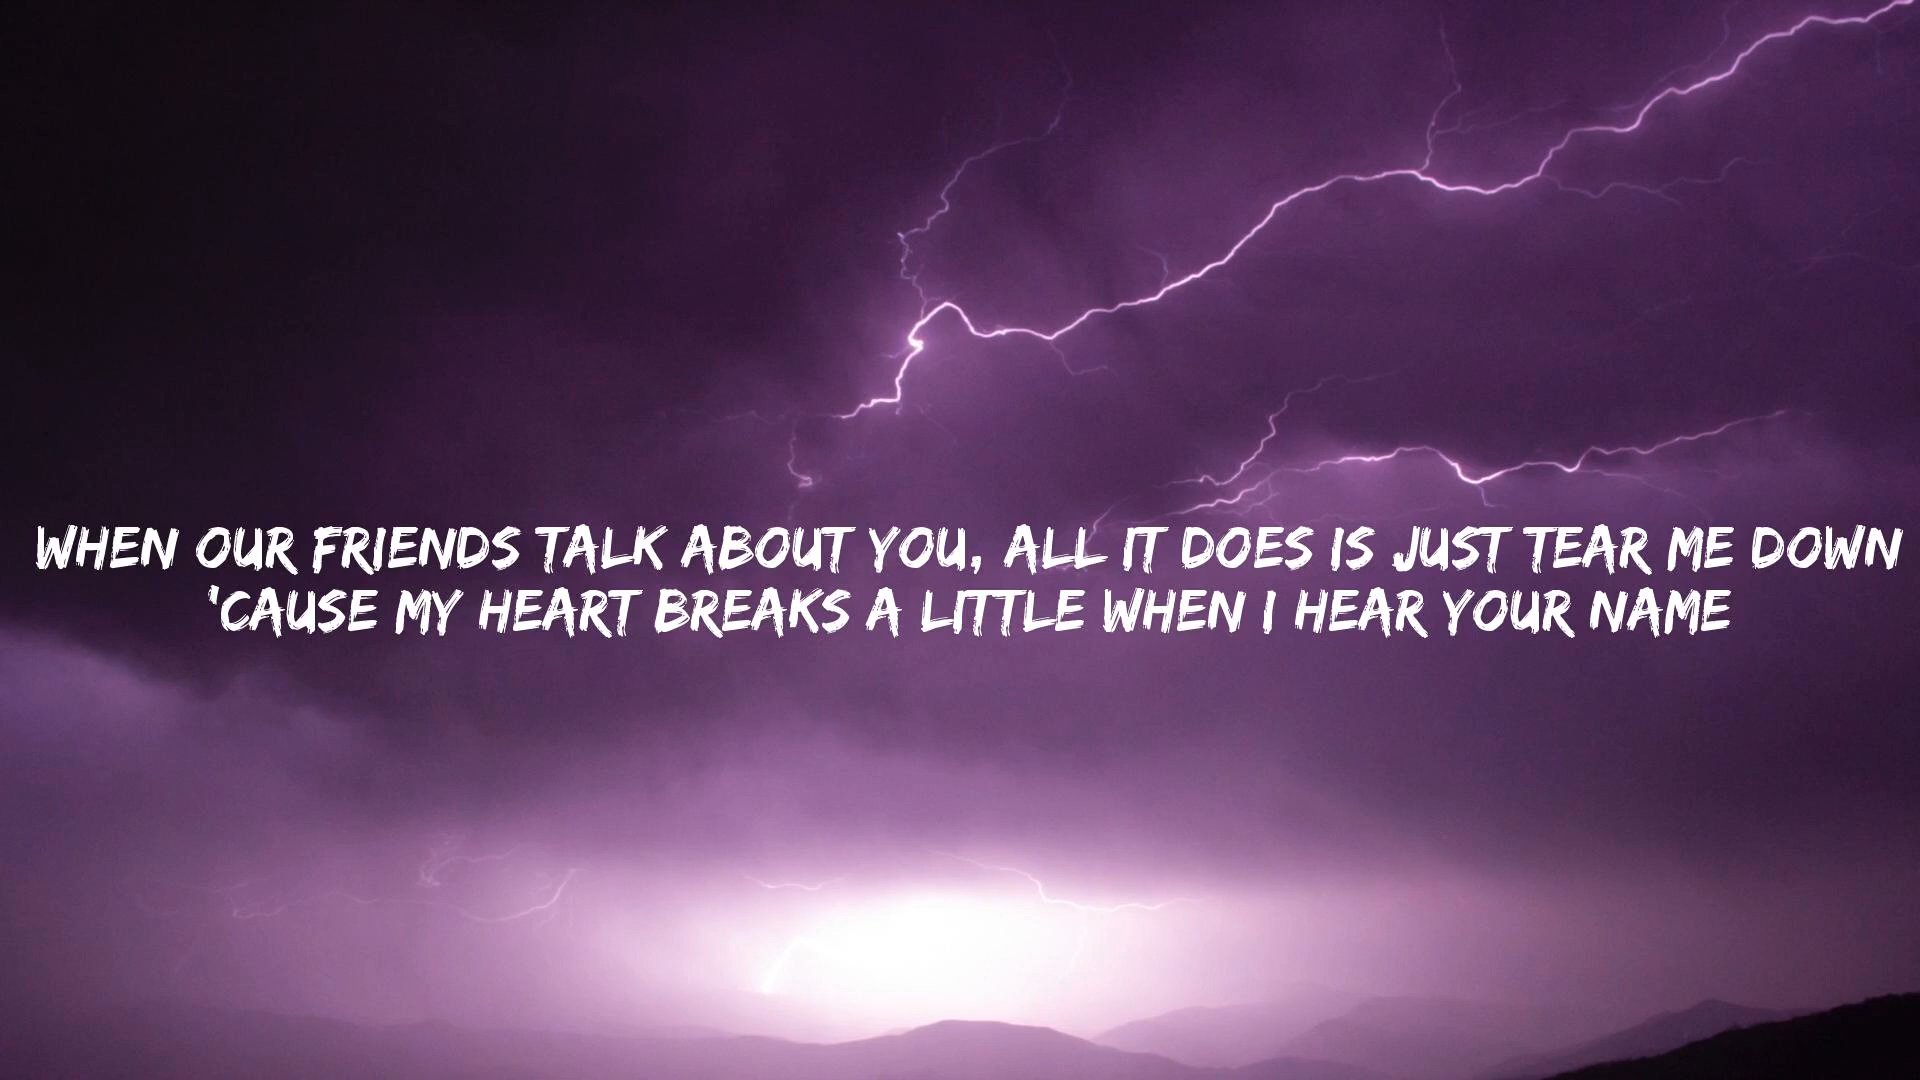 WHEN OUR FRIENDS TALK ABOUT YOU, ALL IT DOES IS JUST TEAR ME DOWN
'CAUSE MY HEART BREAKS A LITTLE WHEN I HEAR YOUR NAME